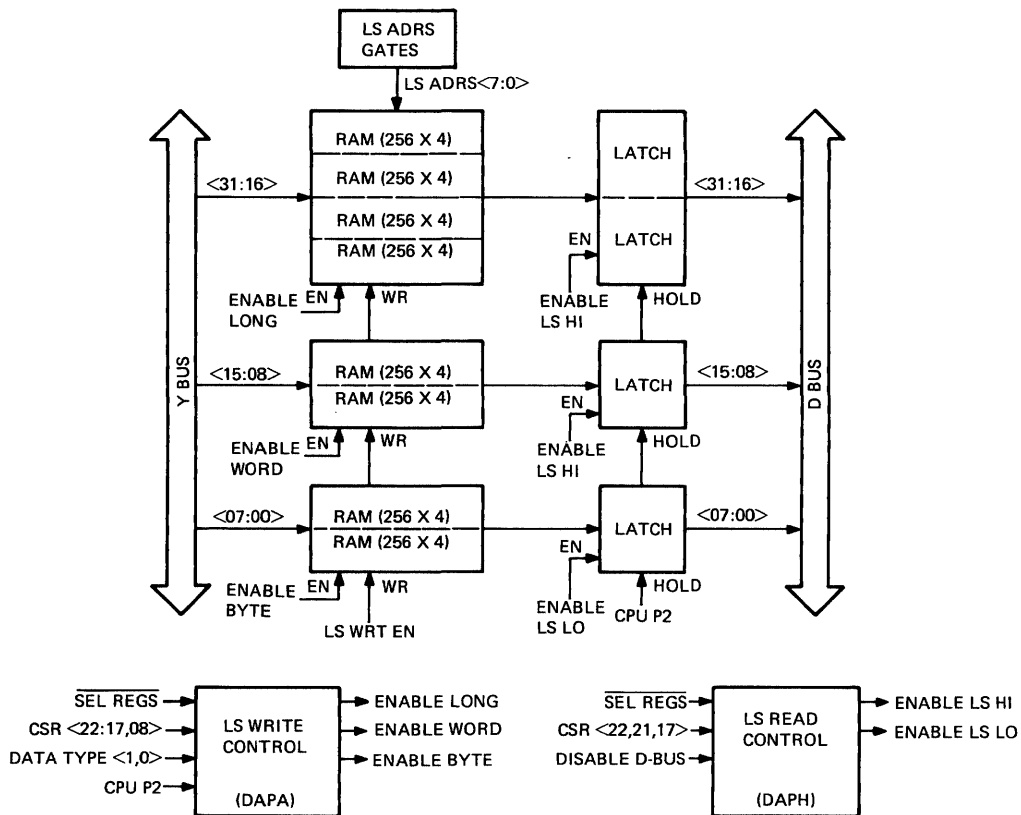 LS ADRS
GATES
LS ADRS<7:0>
RAM (256 X 4)
RAM (256 X 4)
RAM (256 X 4)
RAM (256 X 4)
LATCH
LATCH
<31:16>
<31:16>
EN
ENABLE
LONG
EN
WR
ENABLE
LS HI
HOLD
Y BUS
D BUS
<15:08>
RAM (256 X 4)
RAM (256 X 4)
LATCH
<15:08>
EN
ENABLE
WORD
EN
WR
ENABLE
LS HI
HOLD
<07:00>
RAM (256 X 4)
RAM (256 X 4)
LATCH
<07:00>
EN
ENABLE
BYTE
EN
WR
LS WRT EN
ENABLE
LS LO
HOLD
CPU P2
SEL REGS
CSR <22:17,08>
DATA TYPE <1,0>
CPU P2
LS WRITE
CONTROL
(DAPA)
ENABLE LONG
ENABLE WORD
ENABLE BYTE
SEL REGS
CSR <22,21,17>
DISABLE D-BUS
LS READ
CONTROL
(DAPH)
ENABLE LS HI
ENABLE LS LO